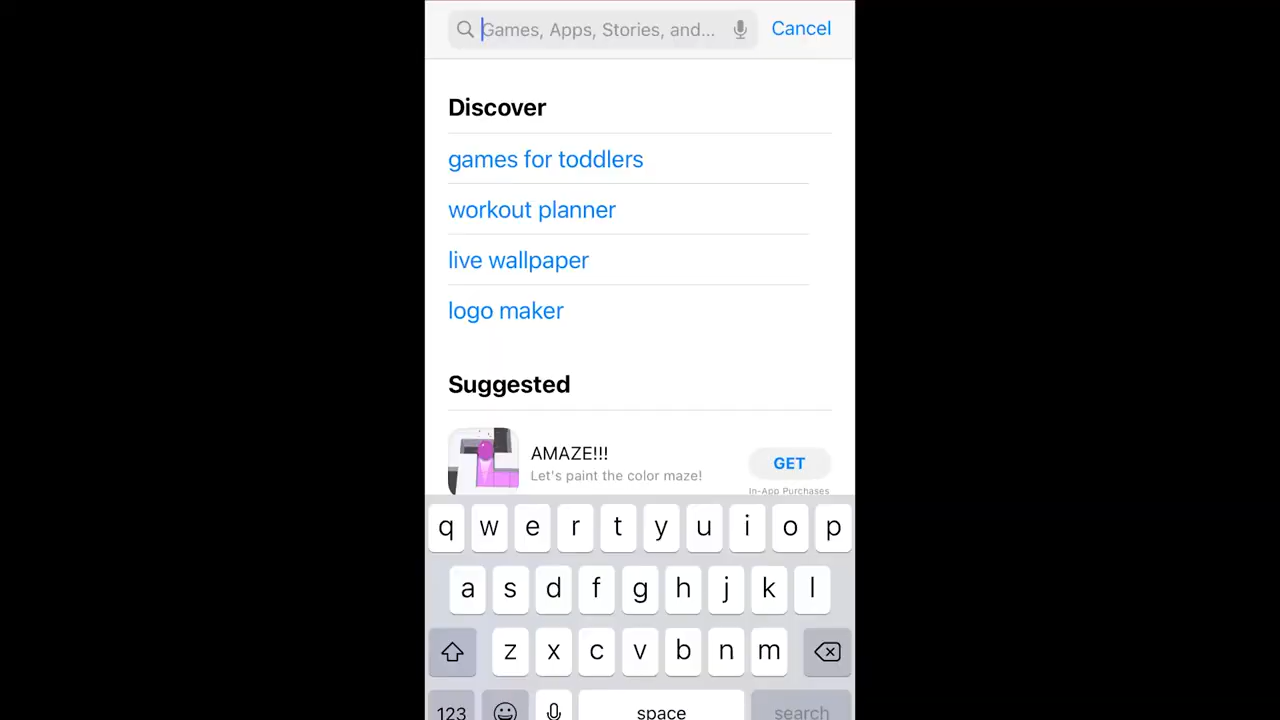 Games, Apps, Stories, and... Cancel
Discover
games for toddlers
workout planner
live wallpaper
logo maker
Suggested
AMAZE!!!
Let's paint the color maze!
GET
In-App Purchases
q w e r t y u i o p
a s d f g h j k l
z x c v b n m
123 space search